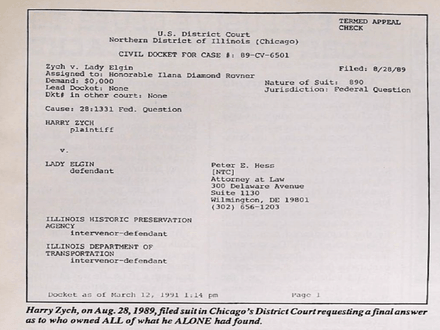 TERMED APPEAL
CHECK
U.S. District Court
Northern District of Illinois (Chicago)
CIVIL DOCKET FOR CASE #: 89-CV-6501
Zych v. Lady Elgin
Filed: 8/28/89
Assigned to: Honorable Ilana Diamond Rovner
Demand: $0,000
Nature of Suit: 890
Lead Docket: None
Jurisdiction: Federal Question
Dkt# in other court: None
Cause: 28:1331 Fed. Question
HARRY ZYCH
plaintiff
v.
LADY ELGIN
defendant
Peter E. Hess
[NTC]
Attorney at Law
300 Delaware Avenue
Suite 1130
Wilmington, DE 19801
(302) 656-1203
ILLINOIS HISTORIC PRESERVATION
AGENCY
intervenor-defendant
ILLINOIS DEPARTMENT OF
TRANSPORTATION
intervenor-defendant
Docket as of March 12, 1991 1:14 pm
Page 1
Harry Zych, on Aug. 28, 1989, filed suit in Chicago's District Court requesting a final answer
as to who owned ALL of what he ALONE had found.